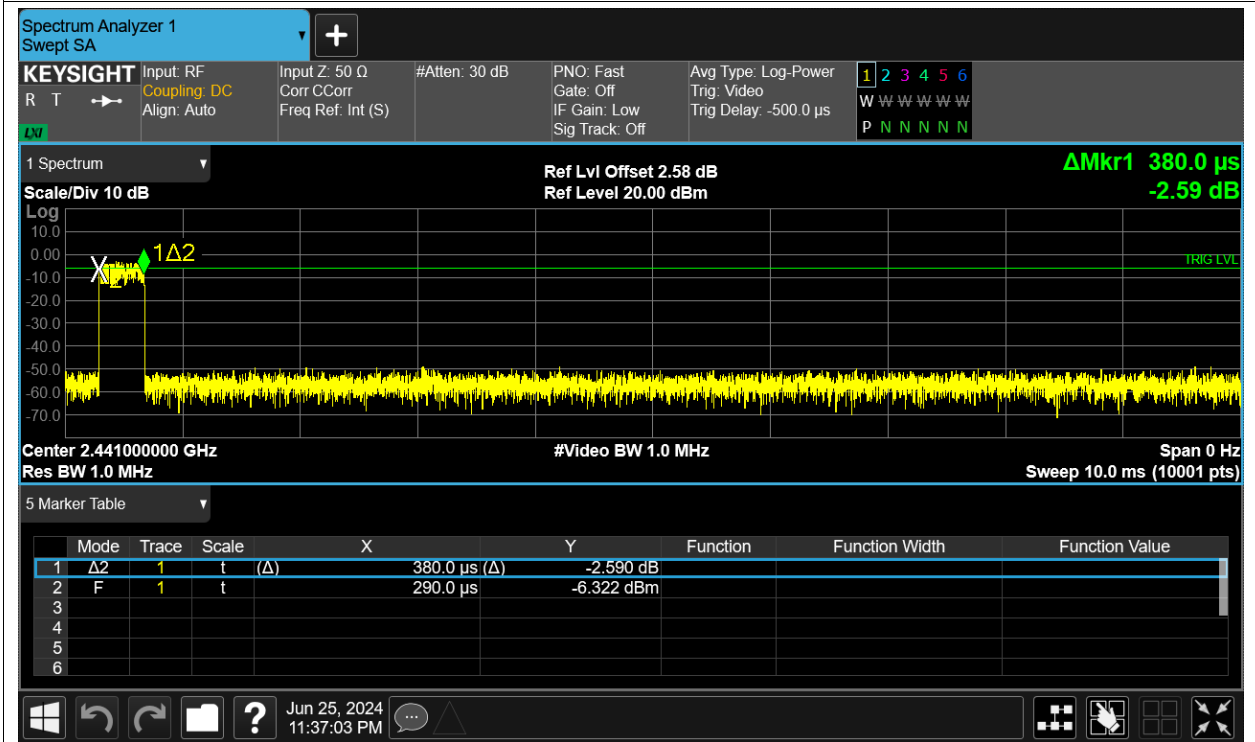 Spectrum Analyzer 1
Swept SA
+
KEYSIGHT Input: RF Input Z: 50 Ω #Atten: 30 dB PNO: Fast Avg Type: Log-Power 1 2 3 4 5 6
R T Coupling: DC Corr CCorr Gate: Off Trig: Video W W W W W W
Align: Auto Freq Ref: Int (S) IF Gain: Low Trig Delay: -500.0 µs P N N N N N
LXI Sig Track: Off
1 Spectrum Ref Lvl Offset 2.58 dB ΔMkr1 380.0 µs
Scale/Div 10 dB Ref Level 20.00 dBm -2.59 dB
Log
10.0
0.00 1Δ2 TRIG LVL
-10.0 X 2
-20.0
-30.0
-40.0
-50.0
-60.0
-70.0
Center 2.441000000 GHz #Video BW 1.0 MHz Span 0 Hz
Res BW 1.0 MHz Sweep 10.0 ms (10001 pts)
5 Marker Table
Mode Trace Scale X Y Function Function Width Function Value
1 Δ2 1 t (Δ) 380.0 µs (Δ) -2.590 dB
2 F 1 t 290.0 µs -6.322 dBm
3
4
5
6
? Jun 25, 2024
11:37:03 PM